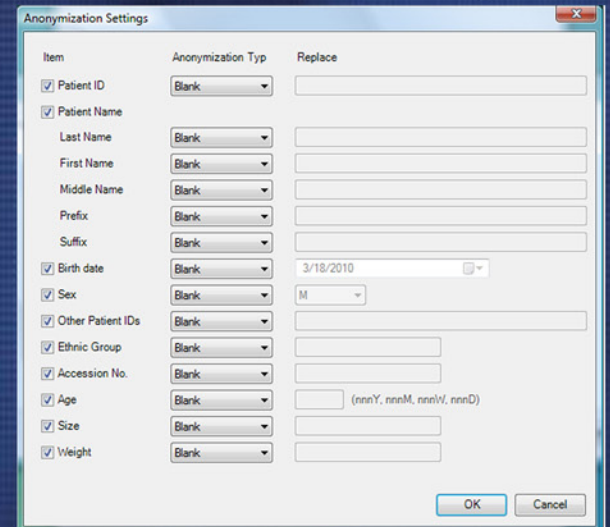 Anonymization Settings
Item Anonymization Typ Replace
Patient ID Blank
Patient Name
Last Name Blank
First Name Blank
Middle Name Blank
Prefix Blank
Suffix Blank
Birth date Blank 3/18/2010
Sex Blank M
Other Patient IDs Blank
Ethnic Group Blank
Accession No. Blank
Age Blank (nnnY, nnnM, nnnW, nnnD)
Size Blank
Weight Blank
OK Cancel